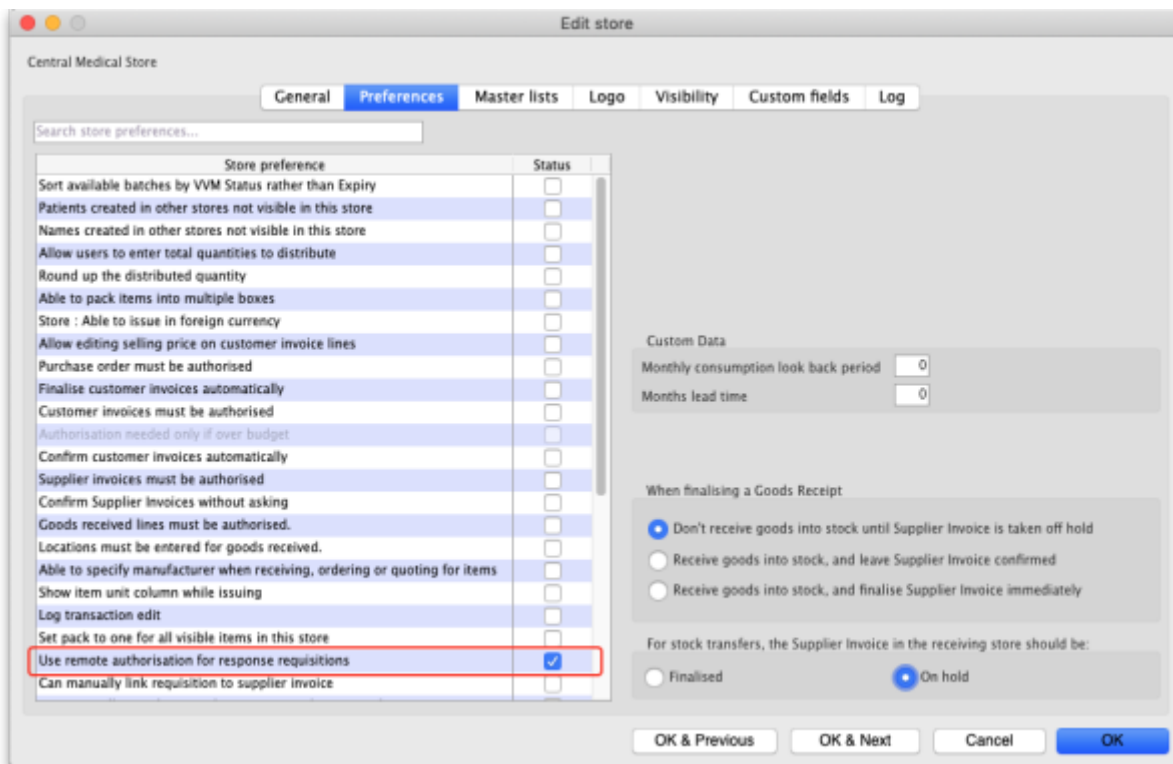 Edit store
Central Medical Store
General Preferences Master lists Logo Visibility Custom fields Log
Search store preferences...
Store preference Status
Sort available batches by VVM Status rather than Expiry
Patients created in other stores not visible in this store
Names created in other stores not visible in this store
Allow users to enter total quantities to distribute
Round up the distributed quantity
Able to pack items into multiple boxes
Store : Able to issue in foreign currency
Allow editing selling price on customer invoice lines
Purchase order must be authorised
Finalise customer invoices automatically
Customer invoices must be authorised
Authorisation needed only if over budget
Confirm customer invoices automatically
Supplier invoices must be authorised
Confirm Supplier Invoices without asking
Goods received lines must be authorised.
Locations must be entered for goods received.
Able to specify manufacturer when receiving, ordering or quoting for items
Show item unit column while issuing
Log transaction edit
Set pack to one for all visible items in this store
Use remote authorisation for response requisitions
Can manually link requisition to supplier invoice
Custom Data
Monthly consumption look back period 0
Months lead time 0
When finalising a Goods Receipt
Don't receive goods into stock until Supplier Invoice is taken off hold
Receive goods into stock, and leave Supplier Invoice confirmed
Receive goods into stock, and finalise Supplier Invoice immediately
For stock transfers, the Supplier Invoice in the receiving store should be:
Finalised On hold
OK & Previous OK & Next Cancel OK